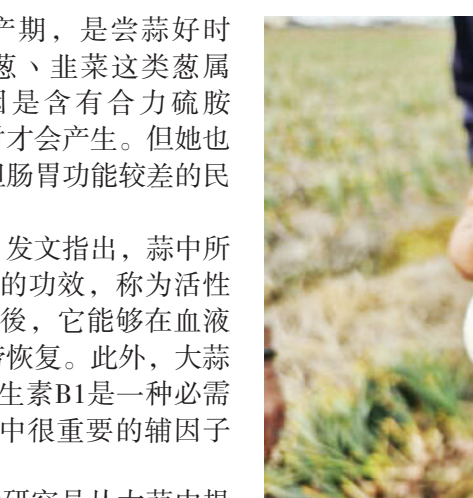 产期，是尝蒜好时
葱、韭菜这类葱属
因是含有合力硫胺
才会产生。但她也
但肠胃功能较差的民
发文指出，蒜中所
的功效，称为活性
後，它能够在血液
恢复。此外，大蒜
生素B1是一种必需
中很重要的辅因子
研究员从大蒜中提